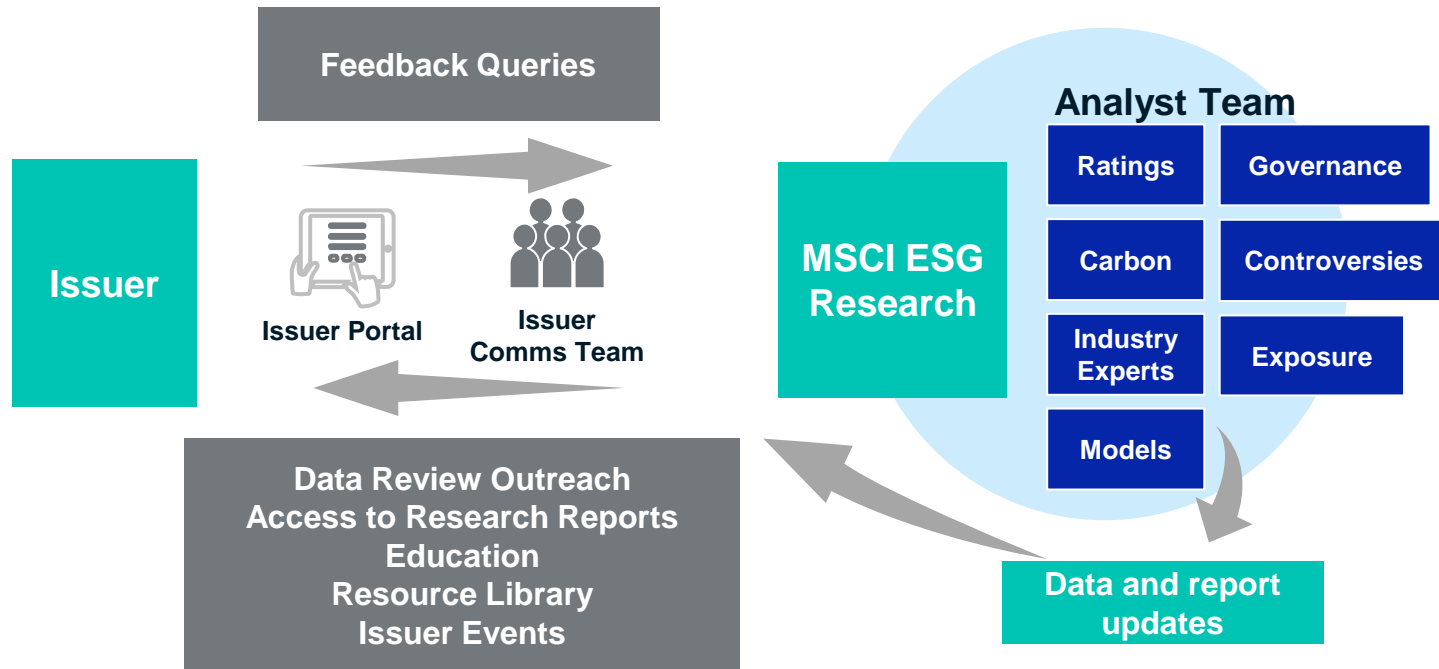 Feedback Queries
Issuer
Issuer Portal
Issuer
Comms Team
Data Review Outreach
Access to Research Reports
Education
Resource Library
Issuer Events
MSCI ESG
Research
Analyst Team
Ratings
Governance
Carbon
Controversies
Industry
Experts
Exposure
Models
Data and report
updates